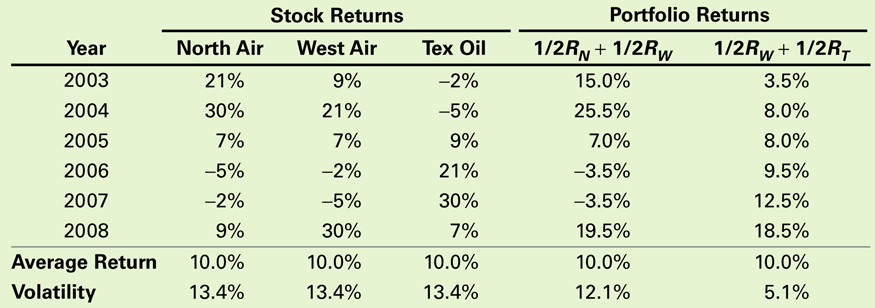 Stock Returns Portfolio Returns
Year North Air West Air Tex Oil 1/2R_N + 1/2R_W 1/2R_W + 1/2R_T
2003 21% 9% –2% 15.0% 3.5%
2004 30% 21% –5% 25.5% 8.0%
2005 7% 7% 9% 7.0% 8.0%
2006 –5% –2% 21% –3.5% 9.5%
2007 –2% –5% 30% –3.5% 12.5%
2008 9% 30% 7% 19.5% 18.5%
Average Return 10.0% 10.0% 10.0% 10.0% 10.0%
Volatility 13.4% 13.4% 13.4% 12.1% 5.1%